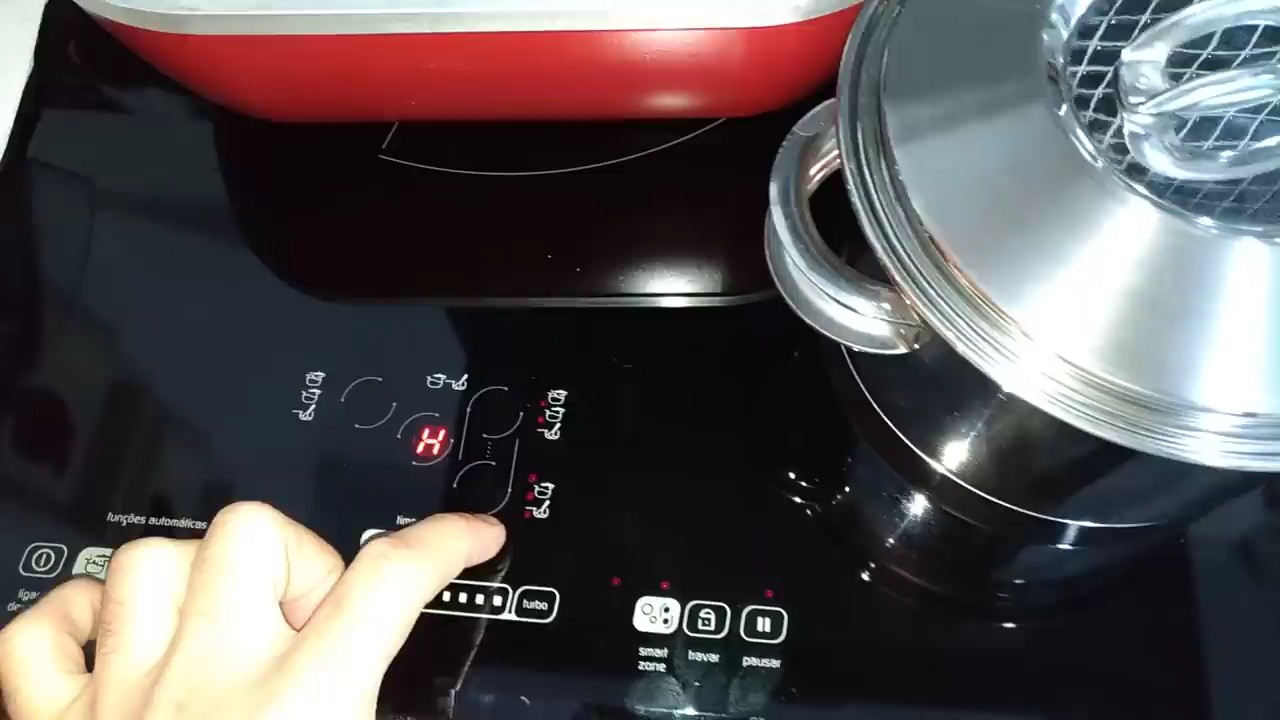 H
funções automáticas
turbo
smart
zone
travar
pausar